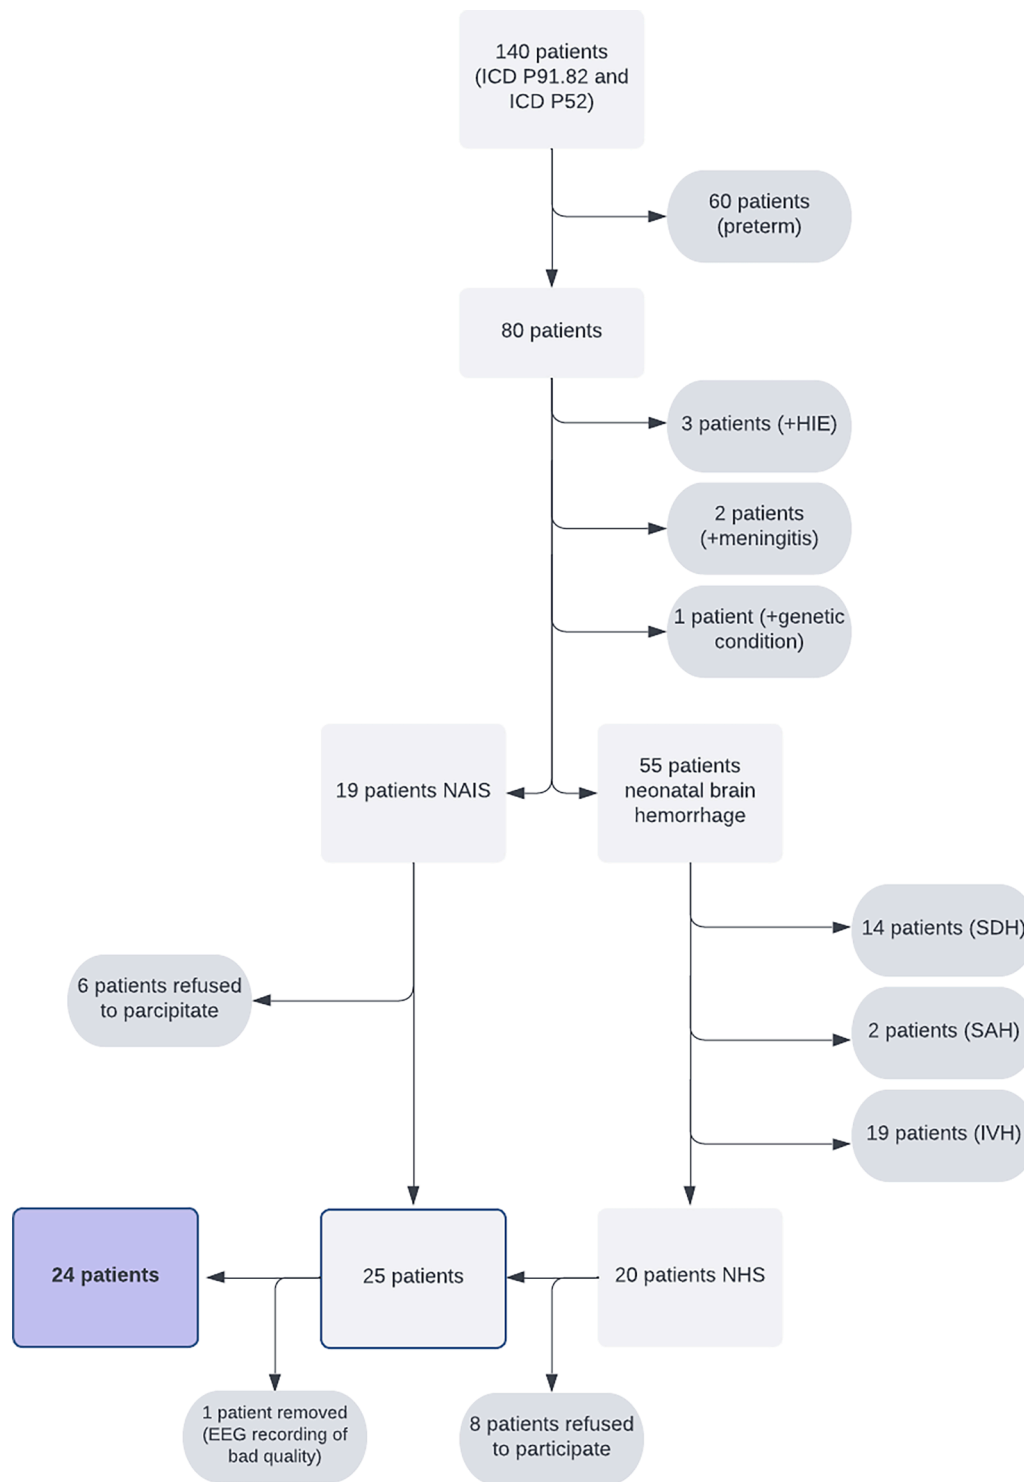 140 patients
(ICD P91.82 and
ICD P52)
60 patients
(preterm)
80 patients
3 patients (+HIE)
2 patients
(+meningitis)
1 patient (+genetic
condition)
19 patients NAIS
55 patients
neonatal brain
hemorrhage
14 patients (SDH)
6 patients refused
to parcipitate
2 patients (SAH)
19 patients (IVH)
24 patients
25 patients
20 patients NHS
1 patient removed
(EEG recording of
bad quality)
8 patients refused
to participate